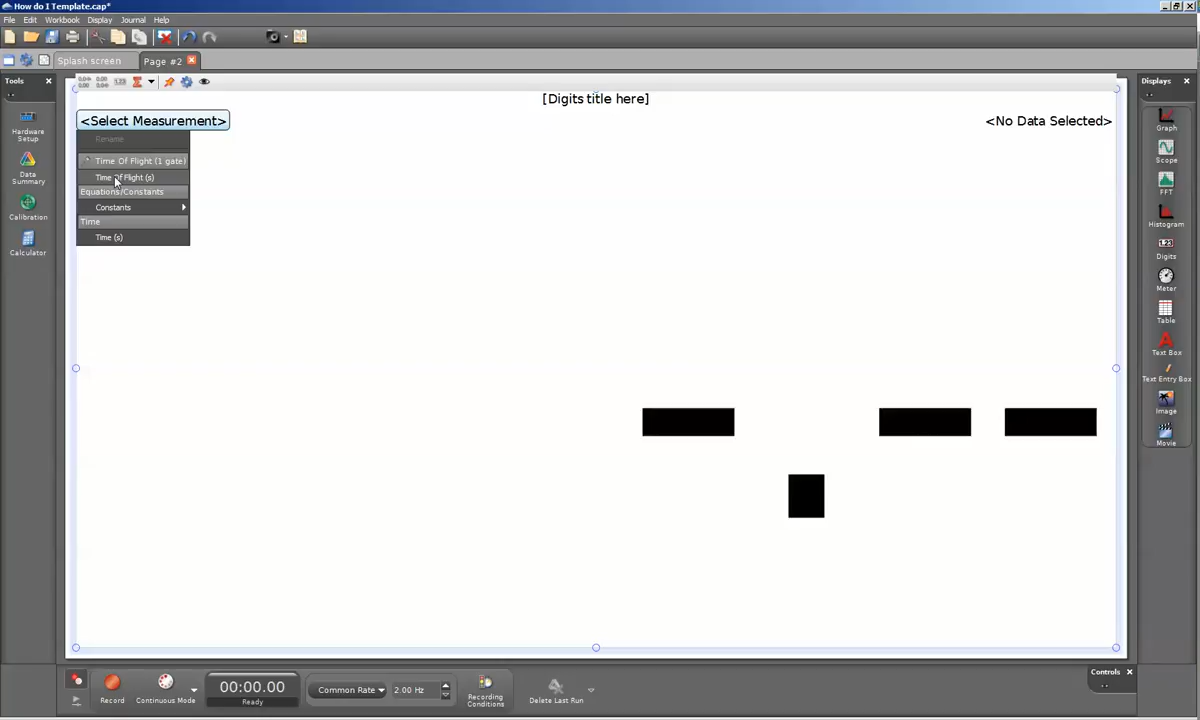 How do I Template.cap*
File Edit Workbook Display Journal Help
Splash screen
Page #2
Tools
Hardware Setup
Data Summary
Calibration
Calculator
[Digits title here]
<Select Measurement>
<No Data Selected>
Rename
Time Of Flight (1 gate)
Time Of Flight (s)
Equations/Constants
Constants
Time
Time (s)
Displays
Graph
Scope
FFT
Histogram
1.23
Digits
Meter
Table
Text Box
Text Entry Box
Image
Movie
Record
Continuous Mode
00:00.00
Ready
Common Rate
2.00 Hz
Recording Conditions
Delete Last Run
Controls